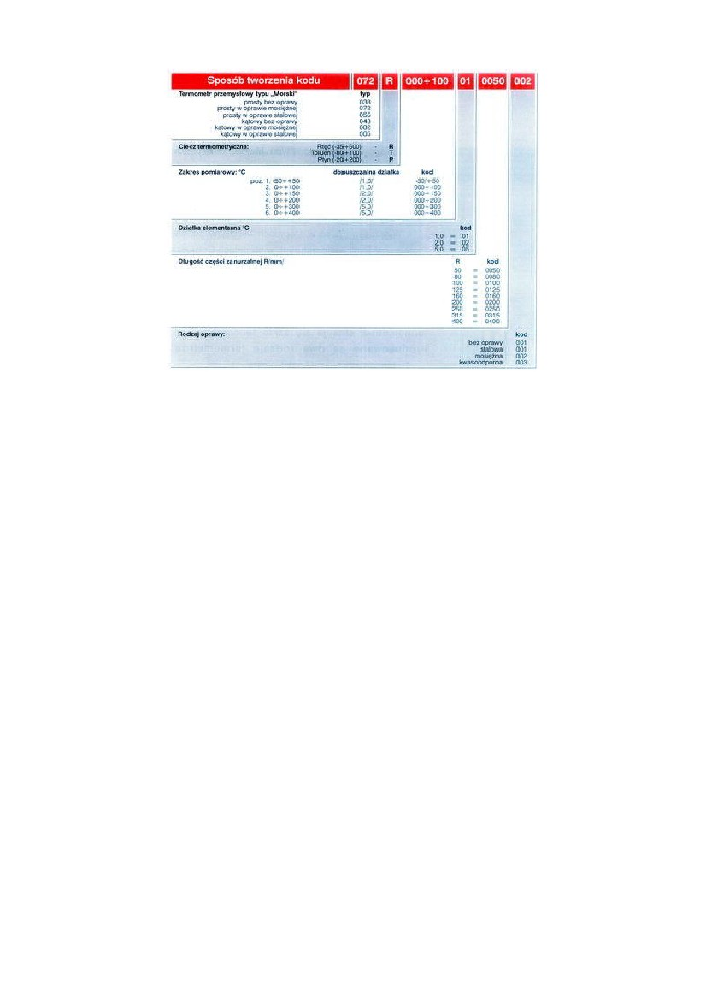 Sposób tworzenia kodu 072 R 000+100 01 0050 002
Termometr przemysłowy typu „Morski" typ
prosty bez oprawy 033
prosty w oprawie mosiężnej 072
prosty w oprawie stalowej
kątowy bez oprawy 043
kątowy w oprawie mosiężnej 082
kątowy w oprawie stalowej
Ciecz termometryczna: Rtęć (-35÷600) - R
Toluen (-80÷100) - T
Płyn (-20÷200) - P
Zakres pomiarowy: °C dopuszczalna działka kod
poz. 1. -50÷+50 /1,0/ -50/+50
2. 0÷+100 /1,0/ 000+100
3. 0÷+150 /2,0/ 000+150
4. 0÷+200 /2,0/ 000+200
5. 0÷+300 /5,0/ 000+300
6. 0÷+400 /5,0/ 000+400
Działka elementarna °C kod
1,0 = 01
2,0 = 02
5,0 = 05
Długość części zanurzalnej R/mm/ R kod
50 = 0050
80 = 0080
100 = 0100
125 = 0125
160 = 0160
200 = 0200
250 = 0250
315 = 0315
400 = 0400
Rodzaj oprawy: kod
bez oprawy 001
stalowa 001
mosiężna 002
kwasoodporna 003